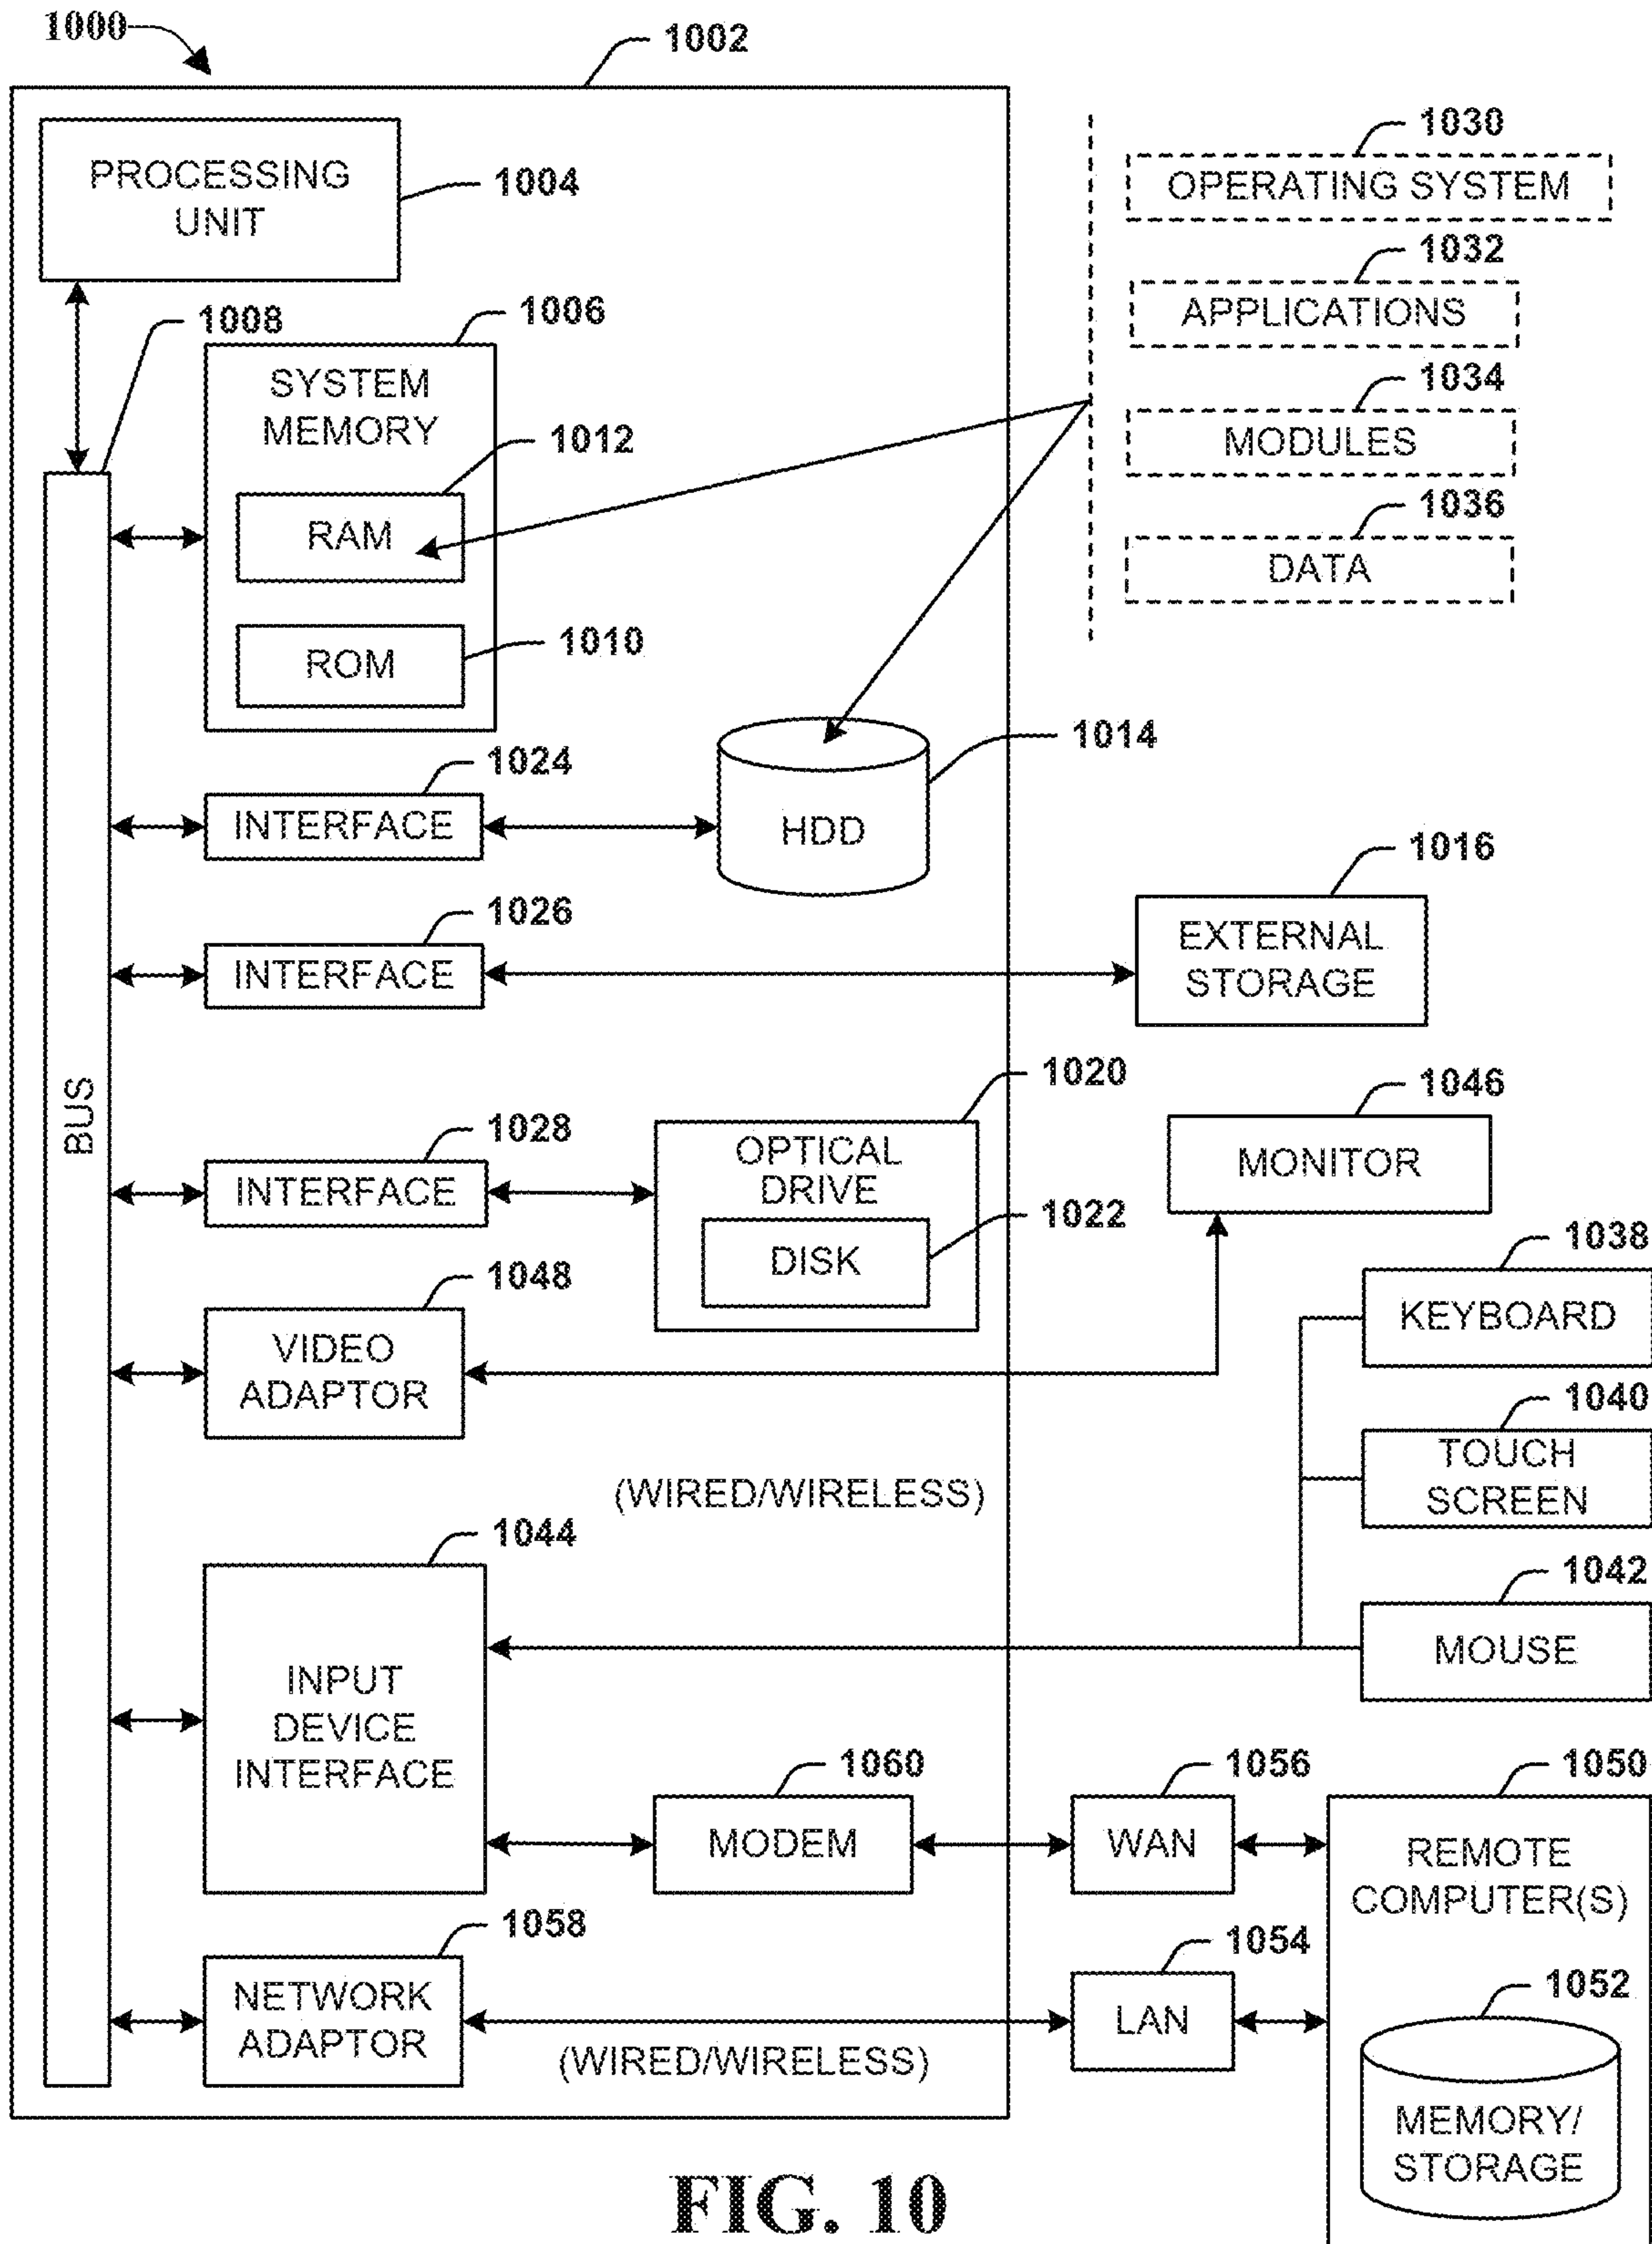 1000
1002
PROCESSING
UNIT
1004
1030
OPERATING SYSTEM
1032
APPLICATIONS
1034
MODULES
1036
DATA
1008
1006
SYSTEM
MEMORY
1012
RAM
1010
ROM
1024
INTERFACE
1014
HDD
1026
INTERFACE
1016
EXTERNAL
STORAGE
BUS
1028
INTERFACE
1020
OPTICAL
DRIVE
1022
DISK
1046
MONITOR
1048
VIDEO
ADAPTOR
1038
KEYBOARD
1040
TOUCH
SCREEN
(WIRED/WIRELESS)
1042
MOUSE
1044
INPUT
DEVICE
INTERFACE
1060
MODEM
1056
WAN
1050
REMOTE
COMPUTER(S)
1058
NETWORK
ADAPTOR
(WIRED/WIRELESS)
1054
LAN
1052
MEMORY/
STORAGE
FIG. 10